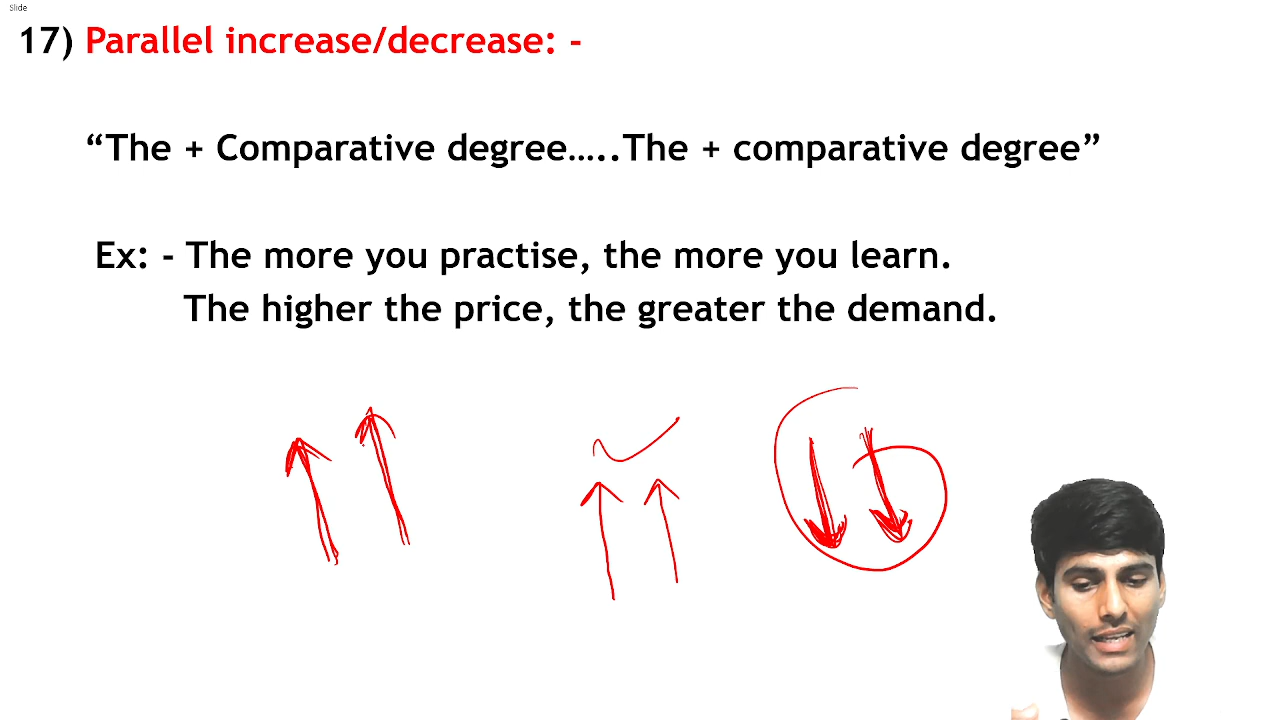 Slide
17) Parallel increase/decrease: -
“The + Comparative degree…..The + comparative degree”
Ex: - The more you practise, the more you learn.
The higher the price, the greater the demand.